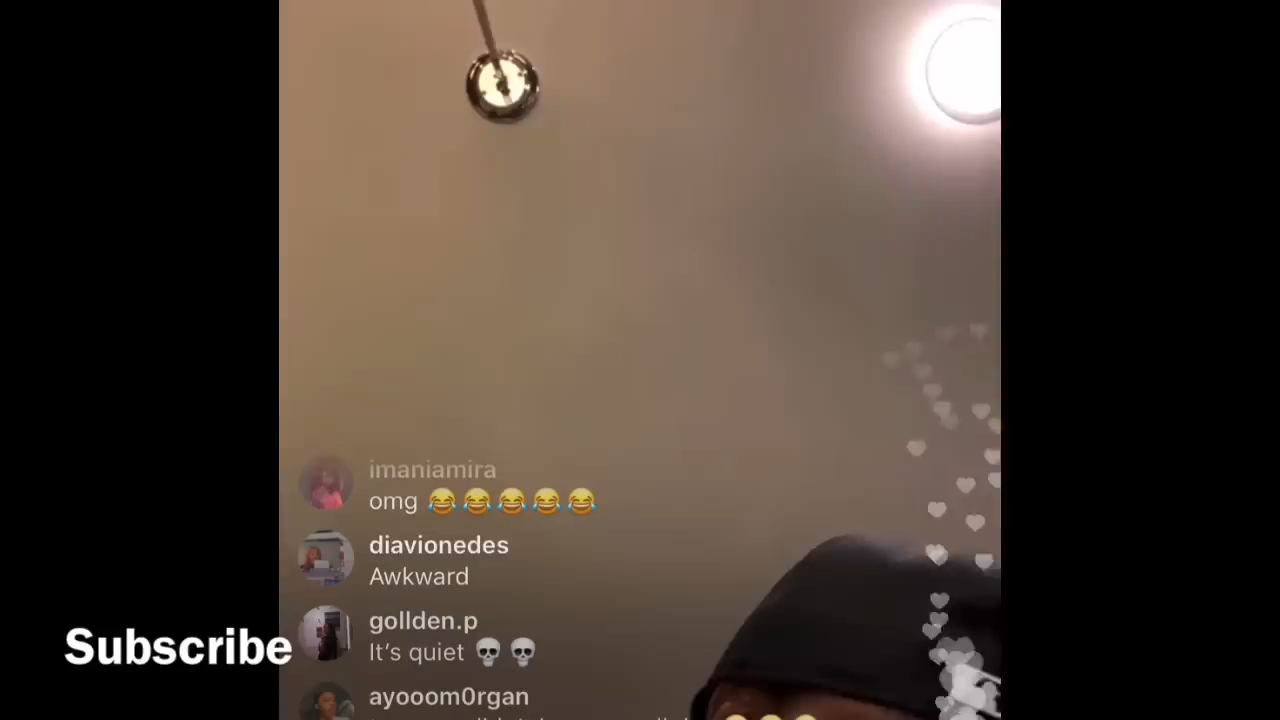 imaniamira
omg 😂😂😂😂😂
diavionedes
Awkward
gollden.p
It's quiet 💀💀
Subscribe
ayooom0rgan